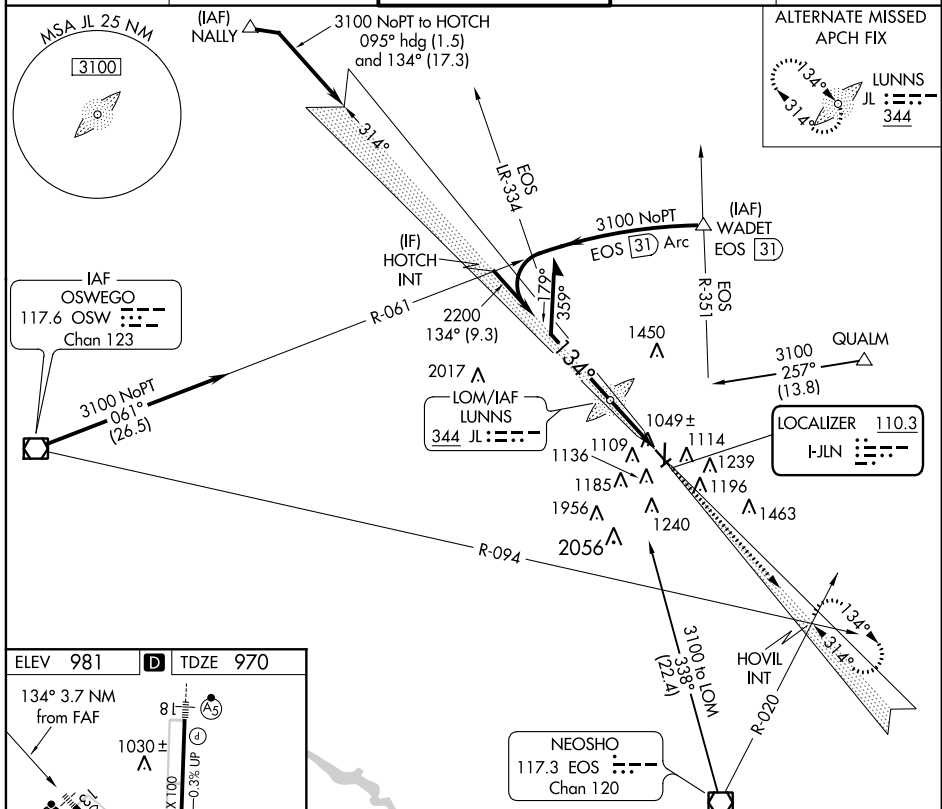 MSA JL 25 NM
3100
(IAF)
NALLY
3100 NoPT to HOTCH
095° hdg (1.5)
and 134° (17.3)
ALTERNATE MISSED
APCH FIX
134°
314°
LUNNS
JL
344
314°
EOS
LR-334
3100 NoPT
EOS 31 Arc
(IAF)
WADET
EOS 31
(IF)
HOTCH
INT
179°
359°
EOS
R-351
IAF
OSWEGO
117.6 OSW
Chan 123
R-061
2200
134° (9.3)
1450
QUALM
3100
257°
(13.8)
134°
3100 NoPT
061°
(26.5)
2017
LOM/IAF
LUNNS
344 JL
LOCALIZER 110.3
I-JLN
1049 ±
1109
1114
1136
1239
1185
1196
1956
1240
1463
2056
R-094
134°
314°
HOVIL
INT
3100 to LOM
338°
(22.4)
R-020
NEOSHO
117.3 EOS
Chan 120
ELEV 981
D
TDZE 970
134° 3.7 NM
from FAF
18
A5
1030 ±
X 100
0.3% UP
13